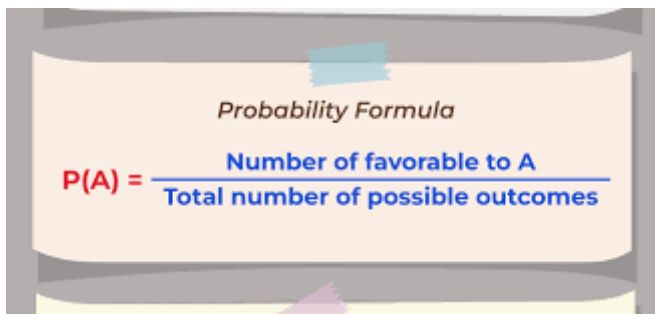 Probability Formula
P(A) = Number of favorable to A
Total number of possible outcomes